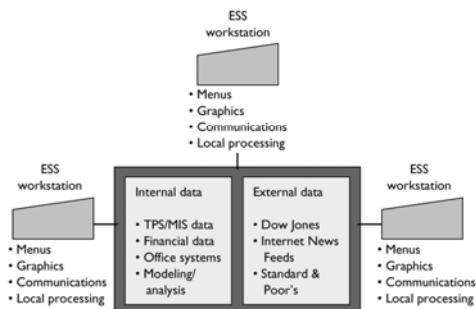 ESS
workstation
• Menus
• Graphics
• Communications
• Local processing
ESS
workstation
• Menus
• Graphics
• Communications
• Local processing
Internal data
• TPS/MIS data
• Financial data
• Office systems
• Modeling/
analysis
External data
• Dow Jones
• Internet News
Feeds
• Standard &
Poor's
ESS
workstation
• Menus
• Graphics
• Communications
• Local processing